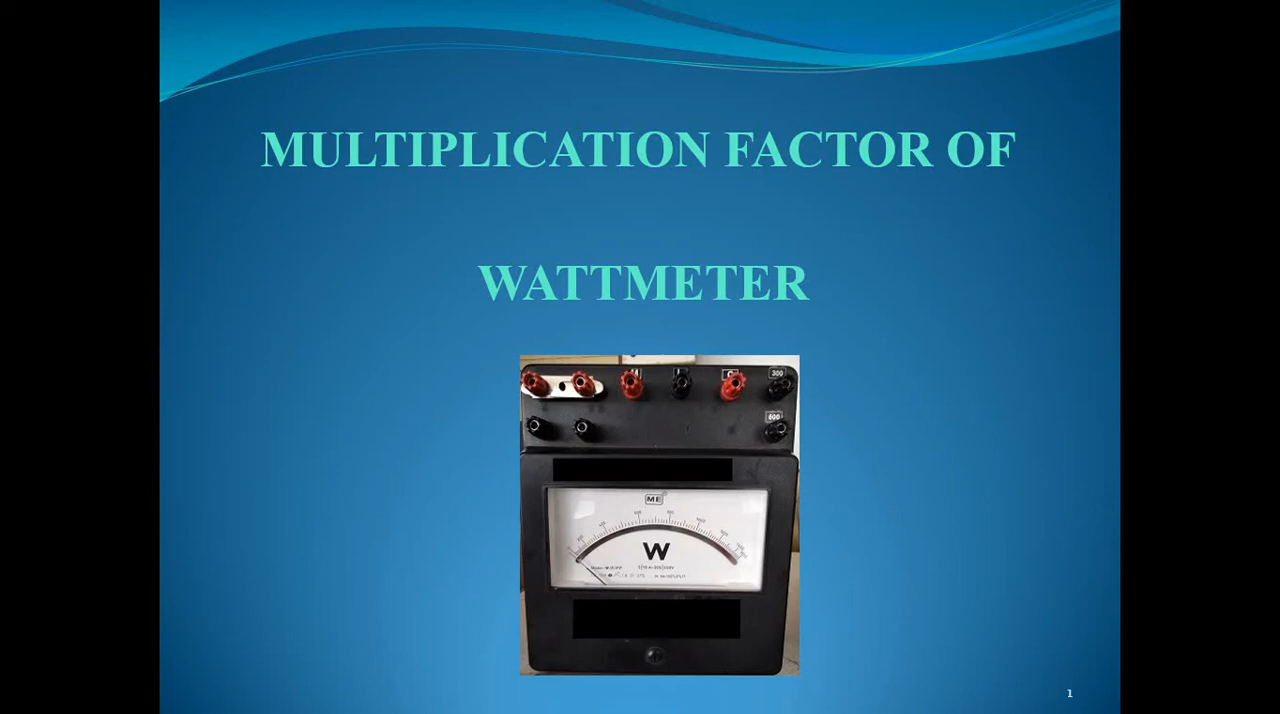 MULTIPLICATION FACTOR OF
WATTMETER
M
L
C
300
600
ME
W
1